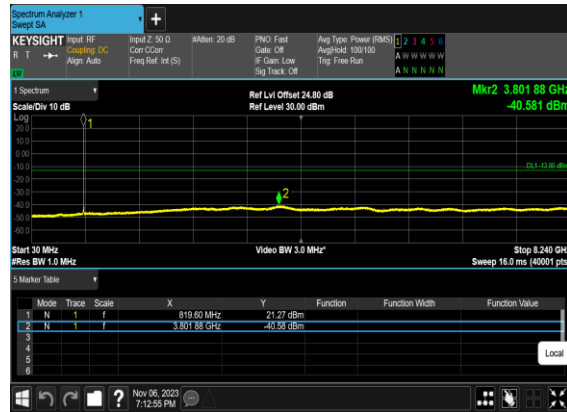 Spectrum Analyzer 1
Swept SA
+
KEYSIGHT Input: RF Input Z: 50 Ω #Atten: 20 dB PNO: Fast Avg Type: Power (RMS) 1 2 3 4 5 6
R T Coupling: DC Corr CCorr Gate: Off Avg|Hold: 100/100 A W W W W W
Align: Auto Freq Ref: Int (S) IF Gain: Low Trig: Free Run
LXI Sig Track: Off A N N N N N
1 Spectrum Ref Lvl Offset 24.80 dB Mkr2 3.801 88 GHz
Scale/Div 10 dB Ref Level 30.00 dBm -40.581 dBm
Log
1
20.0
10.0
0.00
-10.0
DL1 -13.00 dBm
-20.0
-30.0
2
-40.0
-50.0
-60.0
Start 30 MHz Video BW 3.0 MHz* Stop 8.240 GHz
#Res BW 1.0 MHz Sweep 16.0 ms (40001 pts)
5 Marker Table
Mode Trace Scale X Y Function Function Width Function Value
1 N 1 f 819.60 MHz 21.27 dBm
2 N 1 f 3.801 88 GHz -40.58 dBm
3
4
5
6
Local
? Nov 06, 2023
7:12:55 PM